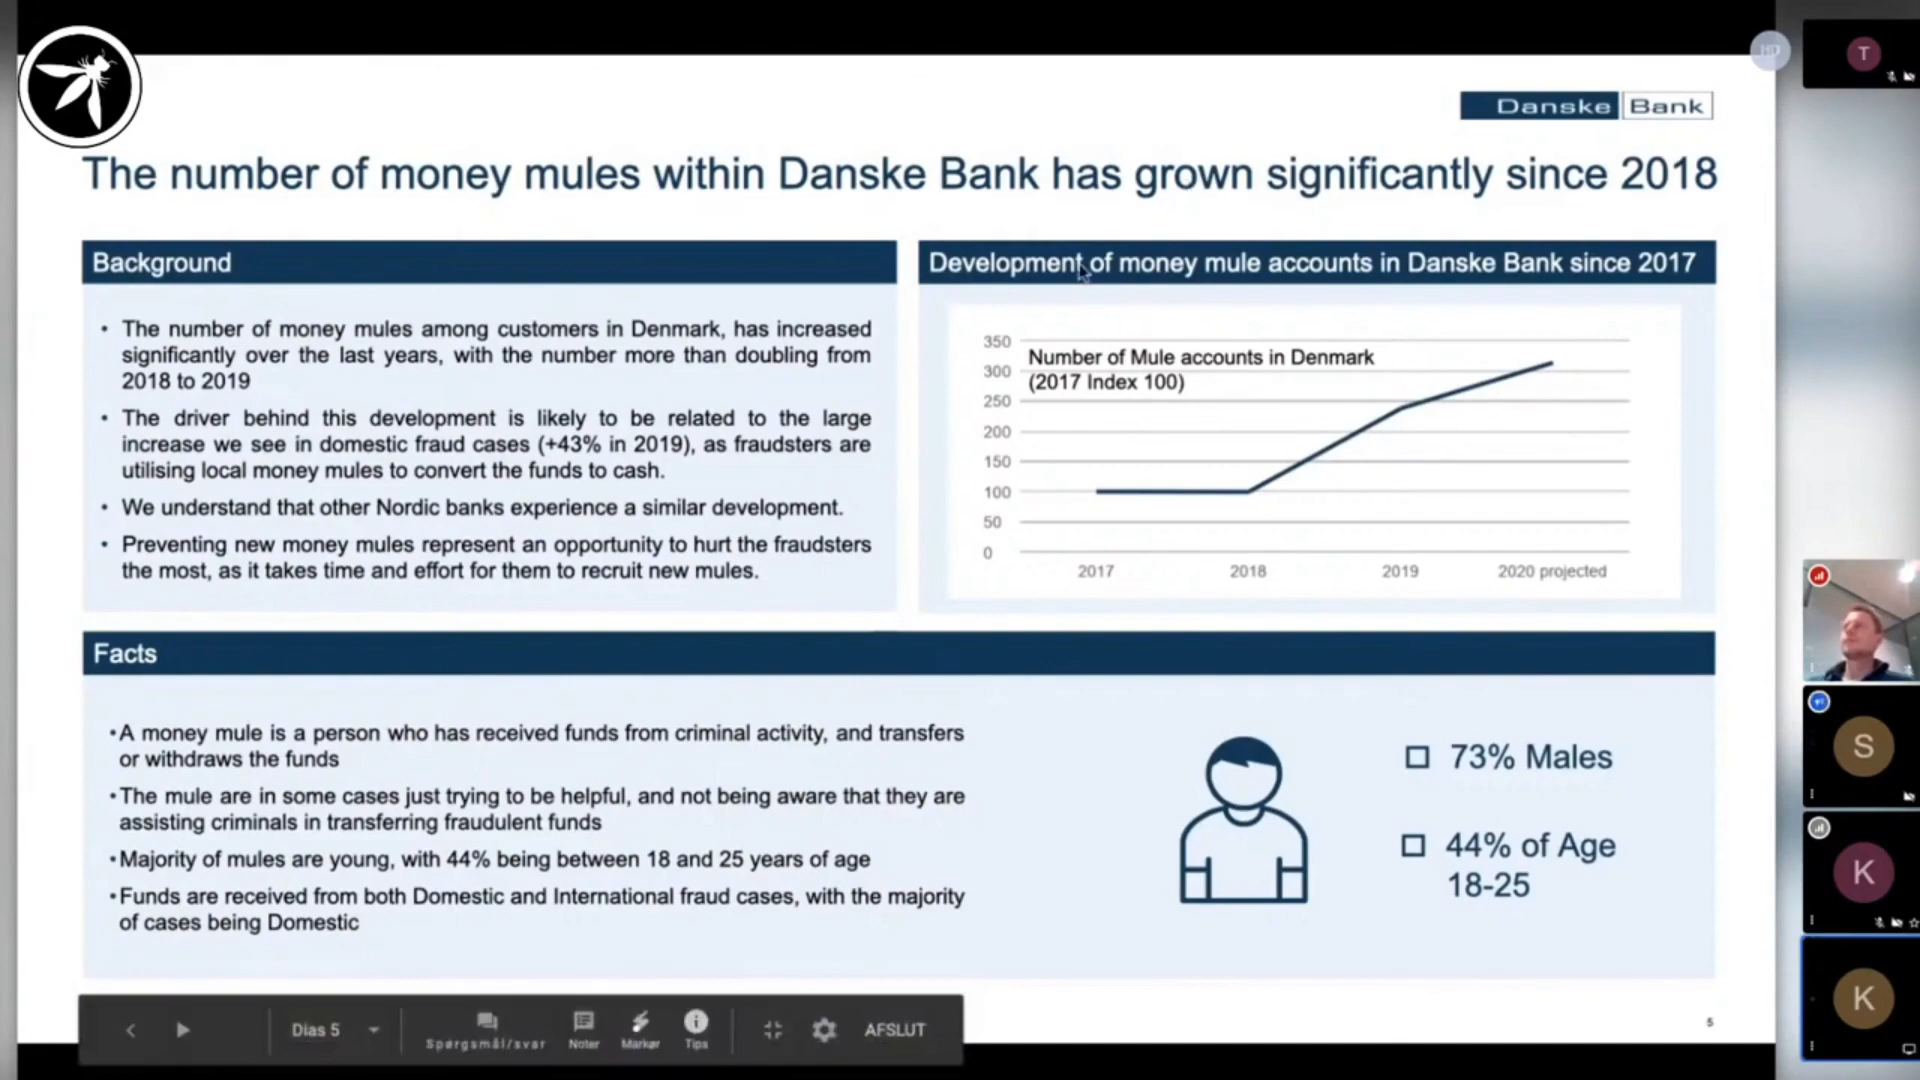 HD
T
Danske Bank
The number of money mules within Danske Bank has grown significantly since 2018
Background
• The number of money mules among customers in Denmark, has increased
significantly over the last years, with the number more than doubling from
2018 to 2019
• The driver behind this development is likely to be related to the large
increase we see in domestic fraud cases (+43% in 2019), as fraudsters are
utilising local money mules to convert the funds to cash.
• We understand that other Nordic banks experience a similar development.
• Preventing new money mules represent an opportunity to hurt the fraudsters
the most, as it takes time and effort for them to recruit new mules.
Development of money mule accounts in Danske Bank since 2017
Number of Mule accounts in Denmark
(2017 Index 100)
350
300
250
200
150
100
50
0
2017 2018 2019 2020 projected
Facts
• A money mule is a person who has received funds from criminal activity, and transfers
or withdraws the funds
• The mule are in some cases just trying to be helpful, and not being aware that they are
assisting criminals in transferring fraudulent funds
• Majority of mules are young, with 44% being between 18 and 25 years of age
• Funds are received from both Domestic and International fraud cases, with the majority
of cases being Domestic
73% Males
44% of Age
18-25
S
K
K
5
Dias 5
Spørgsmål/svar
Noter
Markør
Tips
AFSLUT